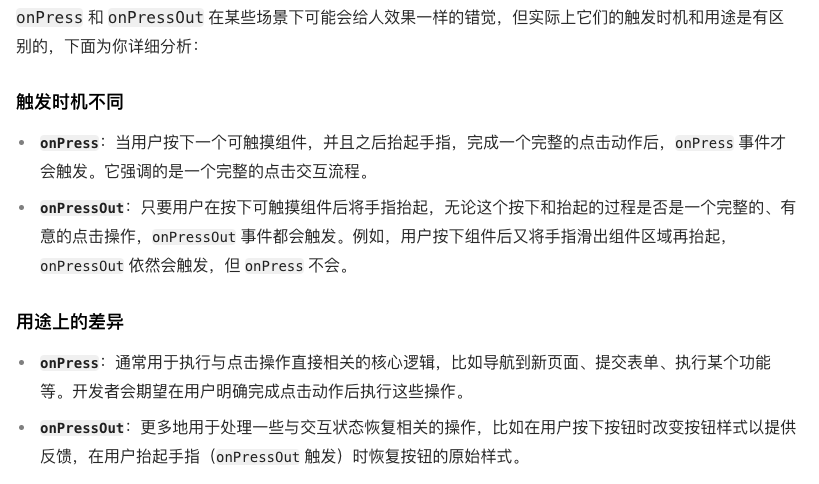 onPress 和 onPressOut 在某些场景下可能会给人效果一样的错觉，但实际上它们的触发时机和用途是有区
别的，下面为你详细分析：
触发时机不同
• onPress：当用户按下一个可触摸组件，并且之后抬起手指，完成一个完整的点击动作后，onPress 事件才
会触发。它强调的是一个完整的点击交互流程。
• onPressOut：只要用户在按下可触摸组件后将手指抬起，无论这个按下和抬起的过程是否是一个完整的、有
意的点击操作，onPressOut 事件都会触发。例如，用户按下组件后又将手指滑出组件区域再抬起，
onPressOut 依然会触发，但 onPress 不会。
用途上的差异
• onPress：通常用于执行与点击操作直接相关的核心逻辑，比如导航到新页面、提交表单、执行某个功能
等。开发者会期望在用户明确完成点击动作后执行这些操作。
• onPressOut：更多地用于处理一些与交互状态恢复相关的操作，比如在用户按下按钮时改变按钮样式以提供
反馈，在用户抬起手指（onPressOut 触发）时恢复按钮的原始样式。